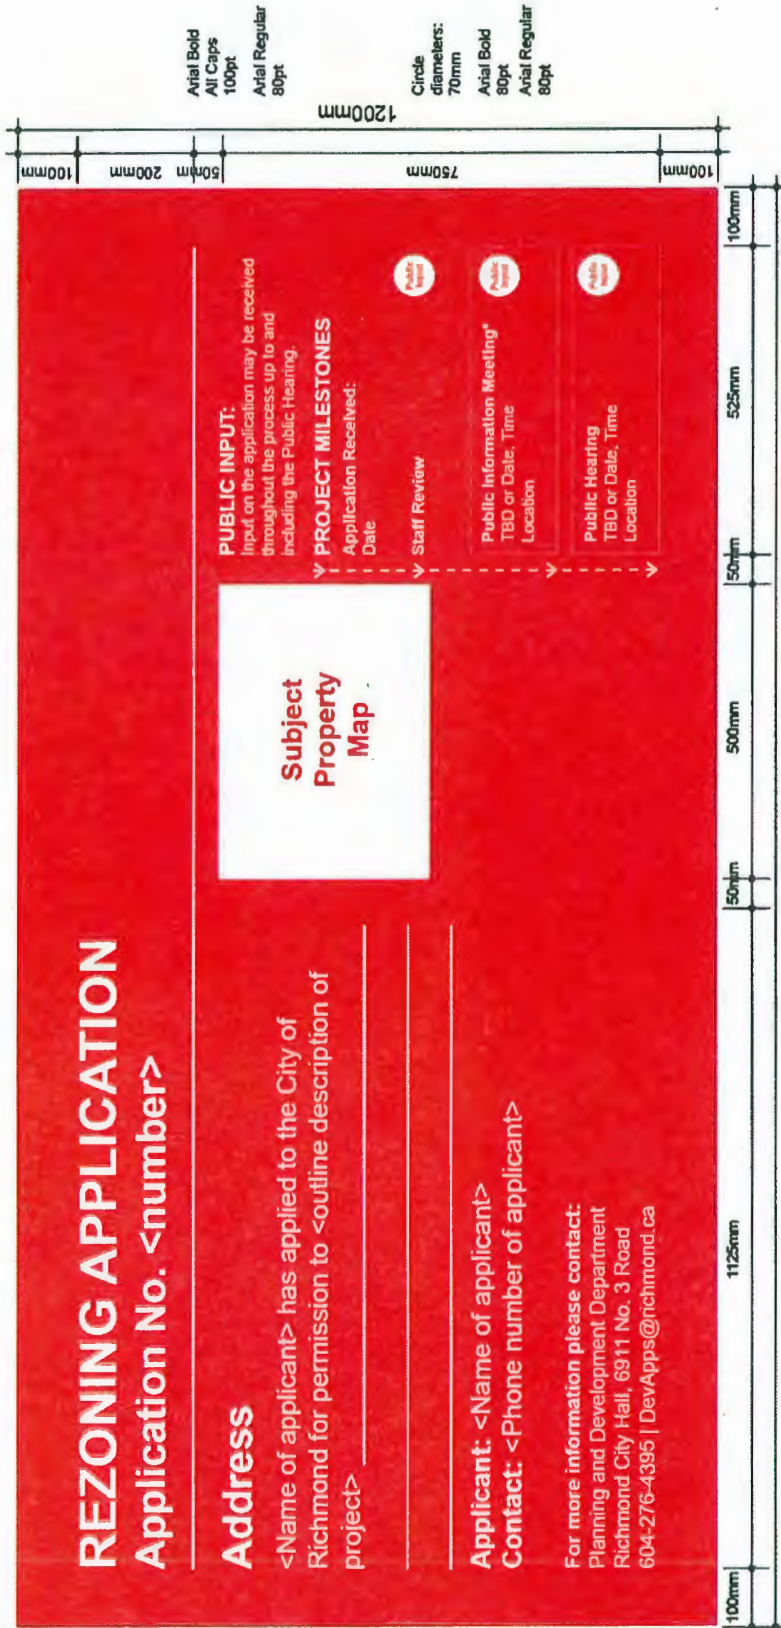 REZONING APPLICATION
Application No. <number>
Address
<Name of applicant> has applied to the City of
Richmond for permission to <outline description of
project>
Applicant: <Name of applicant>
Contact: <Phone number of applicant>
For more information please contact:
Planning and Development Department
Richmond City Hall, 6911 No. 3 Road
604-276-4395 | DevApps@richmond.ca
Subject
Property
Map
PUBLIC INPUT:
Input on the application may be received
throughout the process up to and
including the Public Hearing.
PROJECT MILESTONES
Application Received:
Date
Staff Review
Public
Input
Public Information Meeting*
TBD or Date, Time
Location
Public
Input
Public Hearing
TBD or Date, Time
Location
Public
Input
100mm
200mm
50mm
750mm
100mm
1200mm
Arial Bold
All Caps
100pt
Arial Regular
80pt
Circle
diameters:
70mm
Arial Bold
80pt
Arial Regular
80pt
100mm
1125mm
50mm
500mm
50mm
525mm
100mm